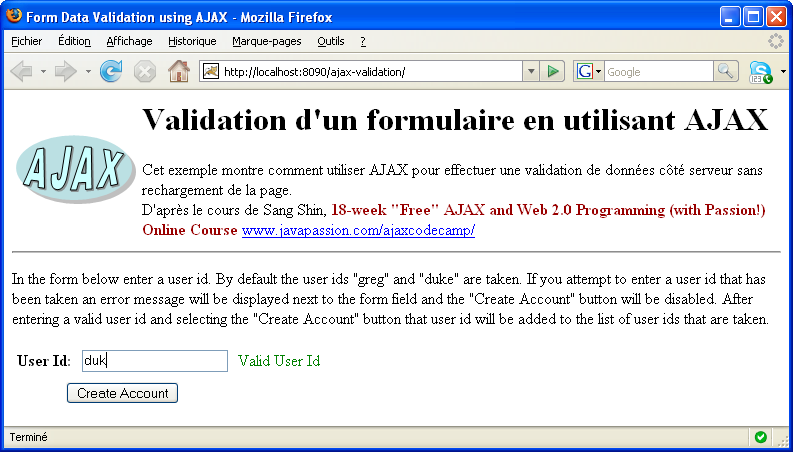 Form Data Validation using AJAX - Mozilla Firefox
Fichier Édition Affichage Historique Marque-pages Outils ?
http://localhost:8090/ajax-validation/ G Google
AJAX
Validation d'un formulaire en utilisant AJAX
Cet exemple montre comment utiliser AJAX pour effectuer une validation de données côté serveur sans
rechargement de la page.
D'après le cours de Sang Shin, 18-week "Free" AJAX and Web 2.0 Programming (with Passion!)
Online Course www.javapassion.com/ajaxcodecamp/
In the form below enter a user id. By default the user ids "greg" and "duke" are taken. If you attempt to enter a user id that has
been taken an error message will be displayed next to the form field and the "Create Account" button will be disabled. After
entering a valid user id and selecting the "Create Account" button that user id will be added to the list of user ids that are taken.
User Id: duk Valid User Id
Create Account
Terminé